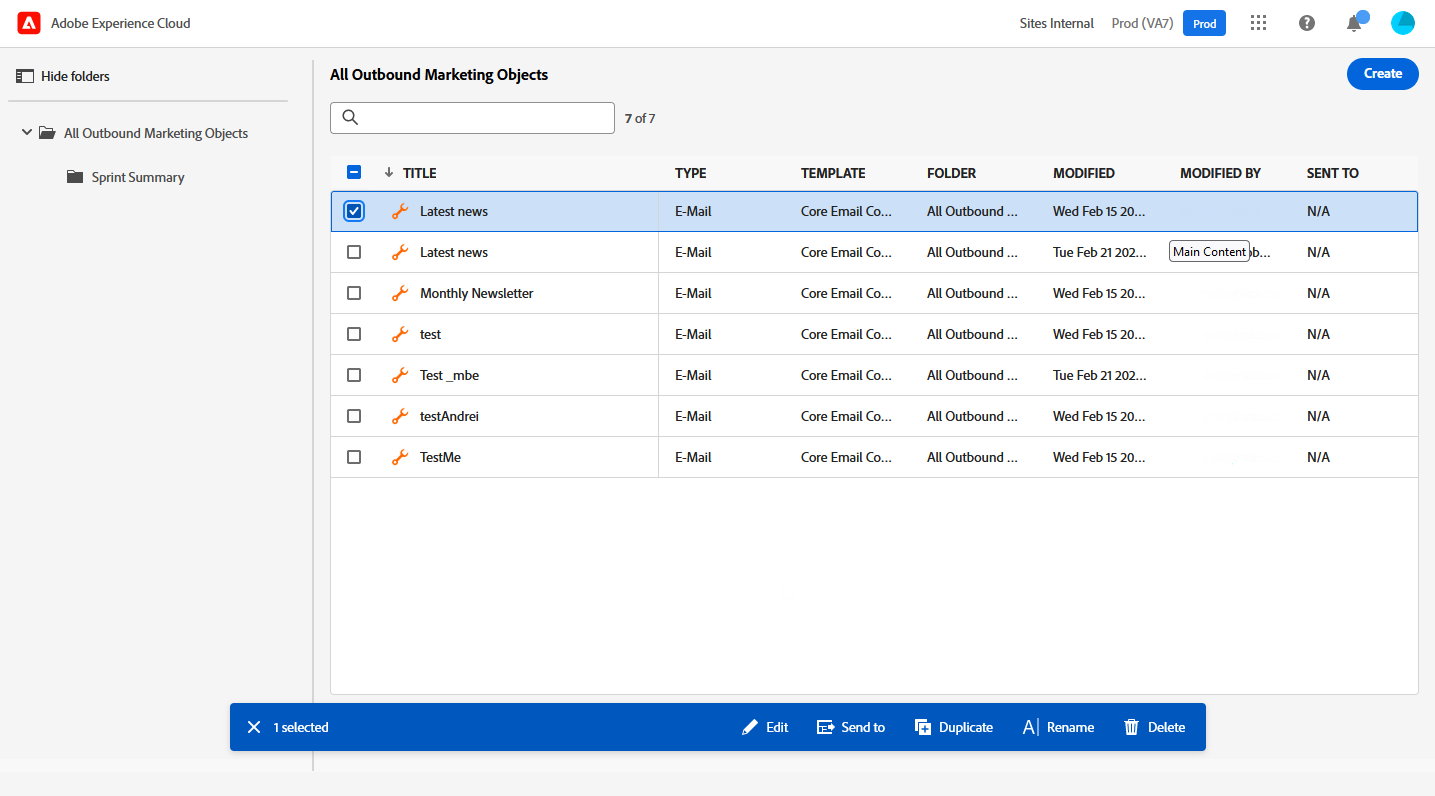 Adobe Experience Cloud
Sites Internal Prod (VA7) Prod
Hide folders
All Outbound Marketing Objects
Sprint Summary
All Outbound Marketing Objects
Create
7 of 7
TITLE TYPE TEMPLATE FOLDER MODIFIED MODIFIED BY SENT TO
Latest news E-Mail Core Email Co... All Outbound ... Wed Feb 15 20... N/A
Latest news E-Mail Core Email Co... All Outbound ... Tue Feb 21 202... Main Content N/A
Monthly Newsletter E-Mail Core Email Co... All Outbound ... Wed Feb 15 20... N/A
test E-Mail Core Email Co... All Outbound ... Wed Feb 15 20... N/A
Test _mbe E-Mail Core Email Co... All Outbound ... Tue Feb 21 202... N/A
testAndrei E-Mail Core Email Co... All Outbound ... Wed Feb 15 20... N/A
TestMe E-Mail Core Email Co... All Outbound ... Wed Feb 15 20... N/A
1 selected Edit Send to Duplicate Rename Delete